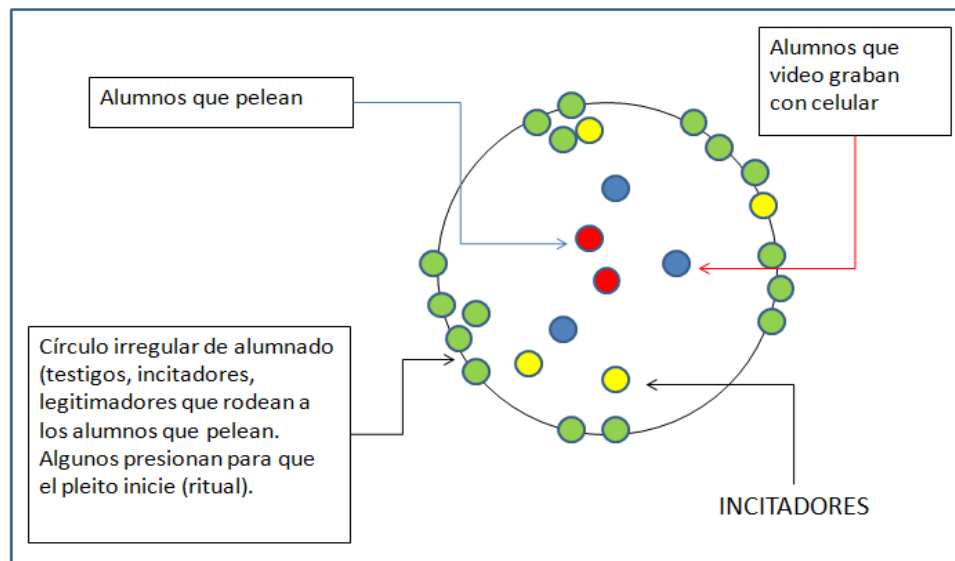 Alumnos que pelean
Alumnos que
video graban
con celular
Círculo irregular de alumnado
(testigos, incitadores,
legitimadores que rodean a
los alumnos que pelean.
Algunos presionan para que
el pleito inicie (ritual).
INCITADORES